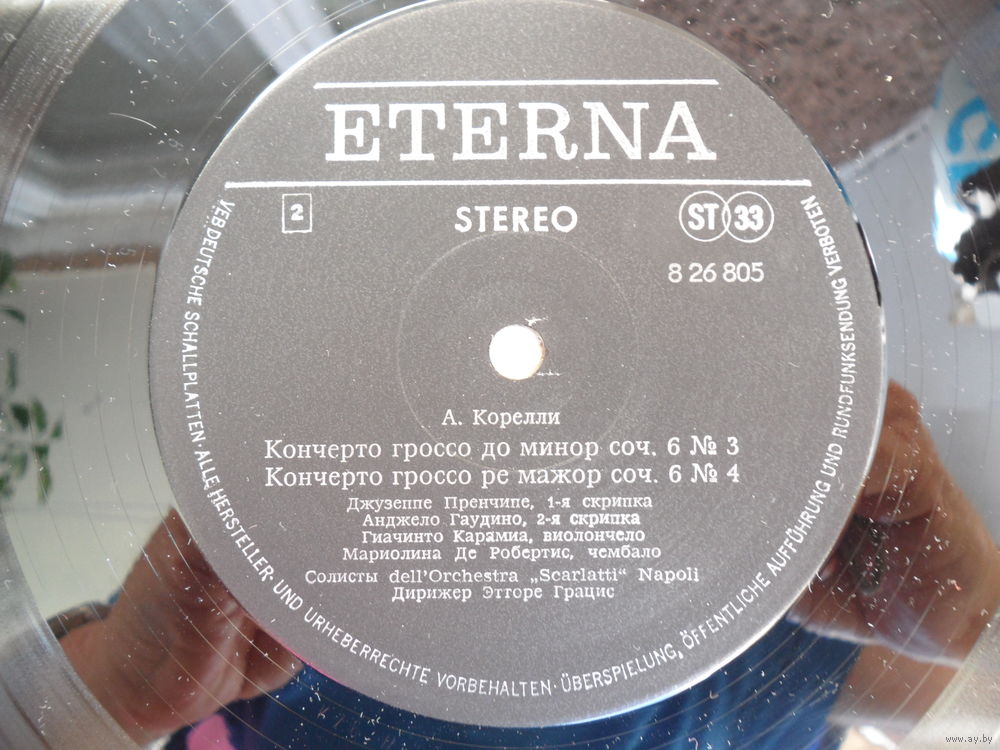 ETERNA
2
STEREO
ST 33
8 26 805
А. Корелли
Кончерто гроссо до минор соч. 6 № 3
Кончерто гроссо ре мажор соч. 6 № 4
Джузеппе Пренчипе, 1-я скрипка
Анджело Гаудино, 2-я скрипка
Гиачинто Карамиа, виолончело
Мариолина Де Робертис, чембало
Солисты dell'Orchestra „Scarlatti“ Napoli
Дирижер Этторе Грацис
VEB DEUTSCHE SCHALLPLATTEN · ALLE HERSTELLER- UND URHEBERRECHTE VORBEHALTEN · ÜBERSPIELUNG, ÖFFENTLICHE AUFFÜHRUNG UND RUNDFUNKSENDUNG VERBOTEN
www.ay.by